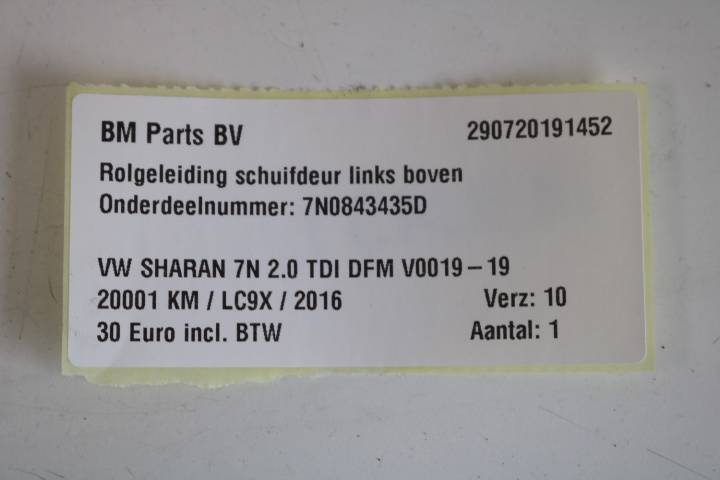 BM Parts BV 290720191452
Rolgeleiding schuifdeur links boven
Onderdeelnummer: 7N0843435D
VW SHARAN 7N 2.0 TDI DFM V0019-19
20001 KM / LC9X / 2016 Verz: 10
30 Euro incl. BTW Aantal: 1